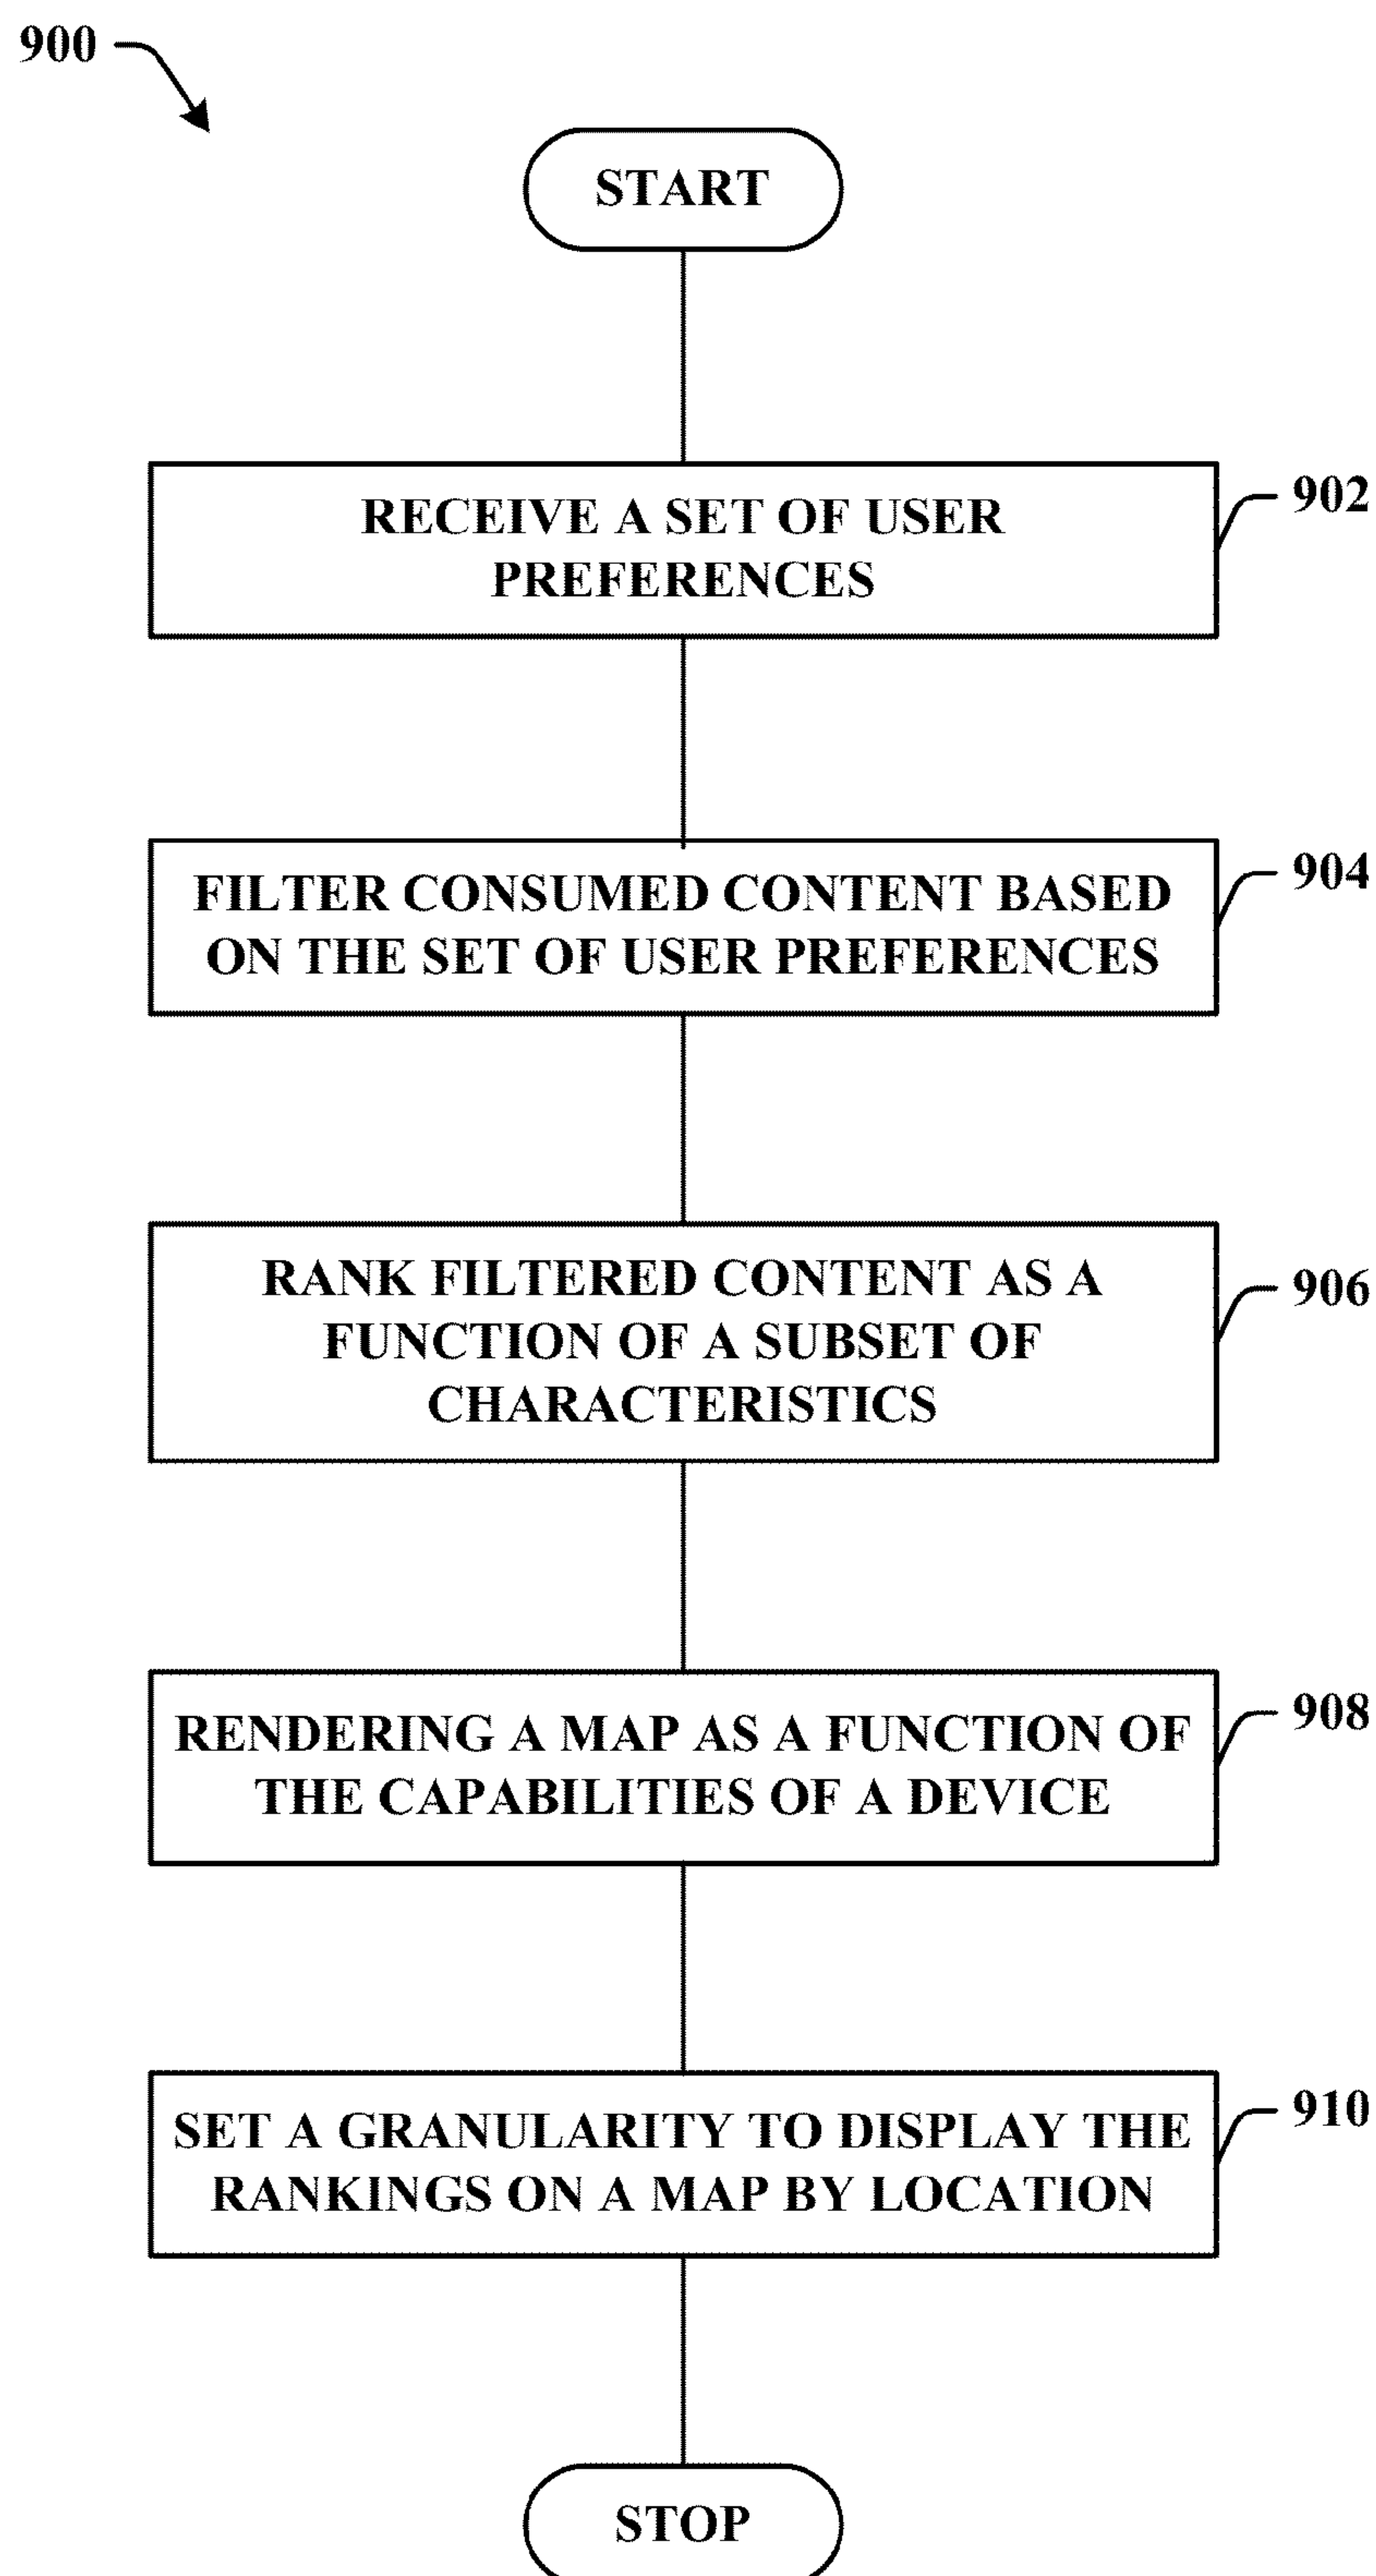 900
START
RECEIVE A SET OF USER
PREFERENCES
902
FILTER CONSUMED CONTENT BASED
ON THE SET OF USER PREFERENCES
904
RANK FILTERED CONTENT AS A
FUNCTION OF A SUBSET OF
CHARACTERISTICS
906
RENDERING A MAP AS A FUNCTION OF
THE CAPABILITIES OF A DEVICE
908
SET A GRANULARITY TO DISPLAY THE
RANKINGS ON A MAP BY LOCATION
910
STOP